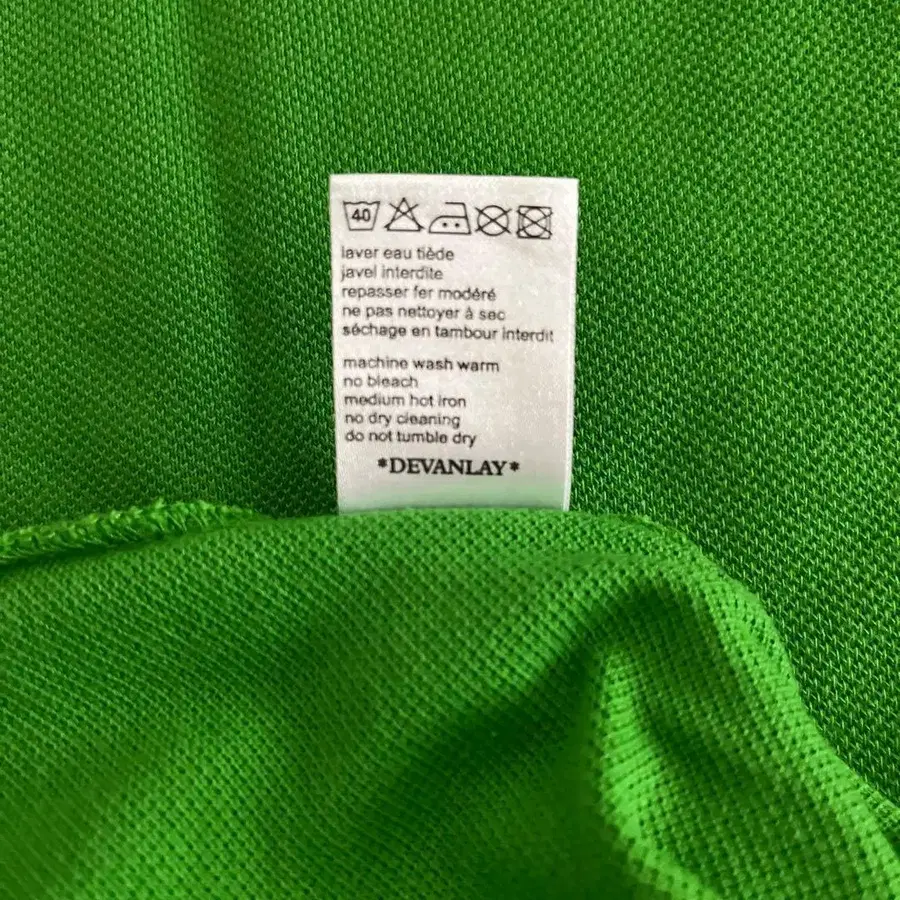 40
laver eau tiède
javel interdite
repasser fer modéré
ne pas nettoyer à sec
séchage en tambour interdit
machine wash warm
no bleach
medium hot iron
no dry cleaning
do not tumble dry
*DEVANLAY*